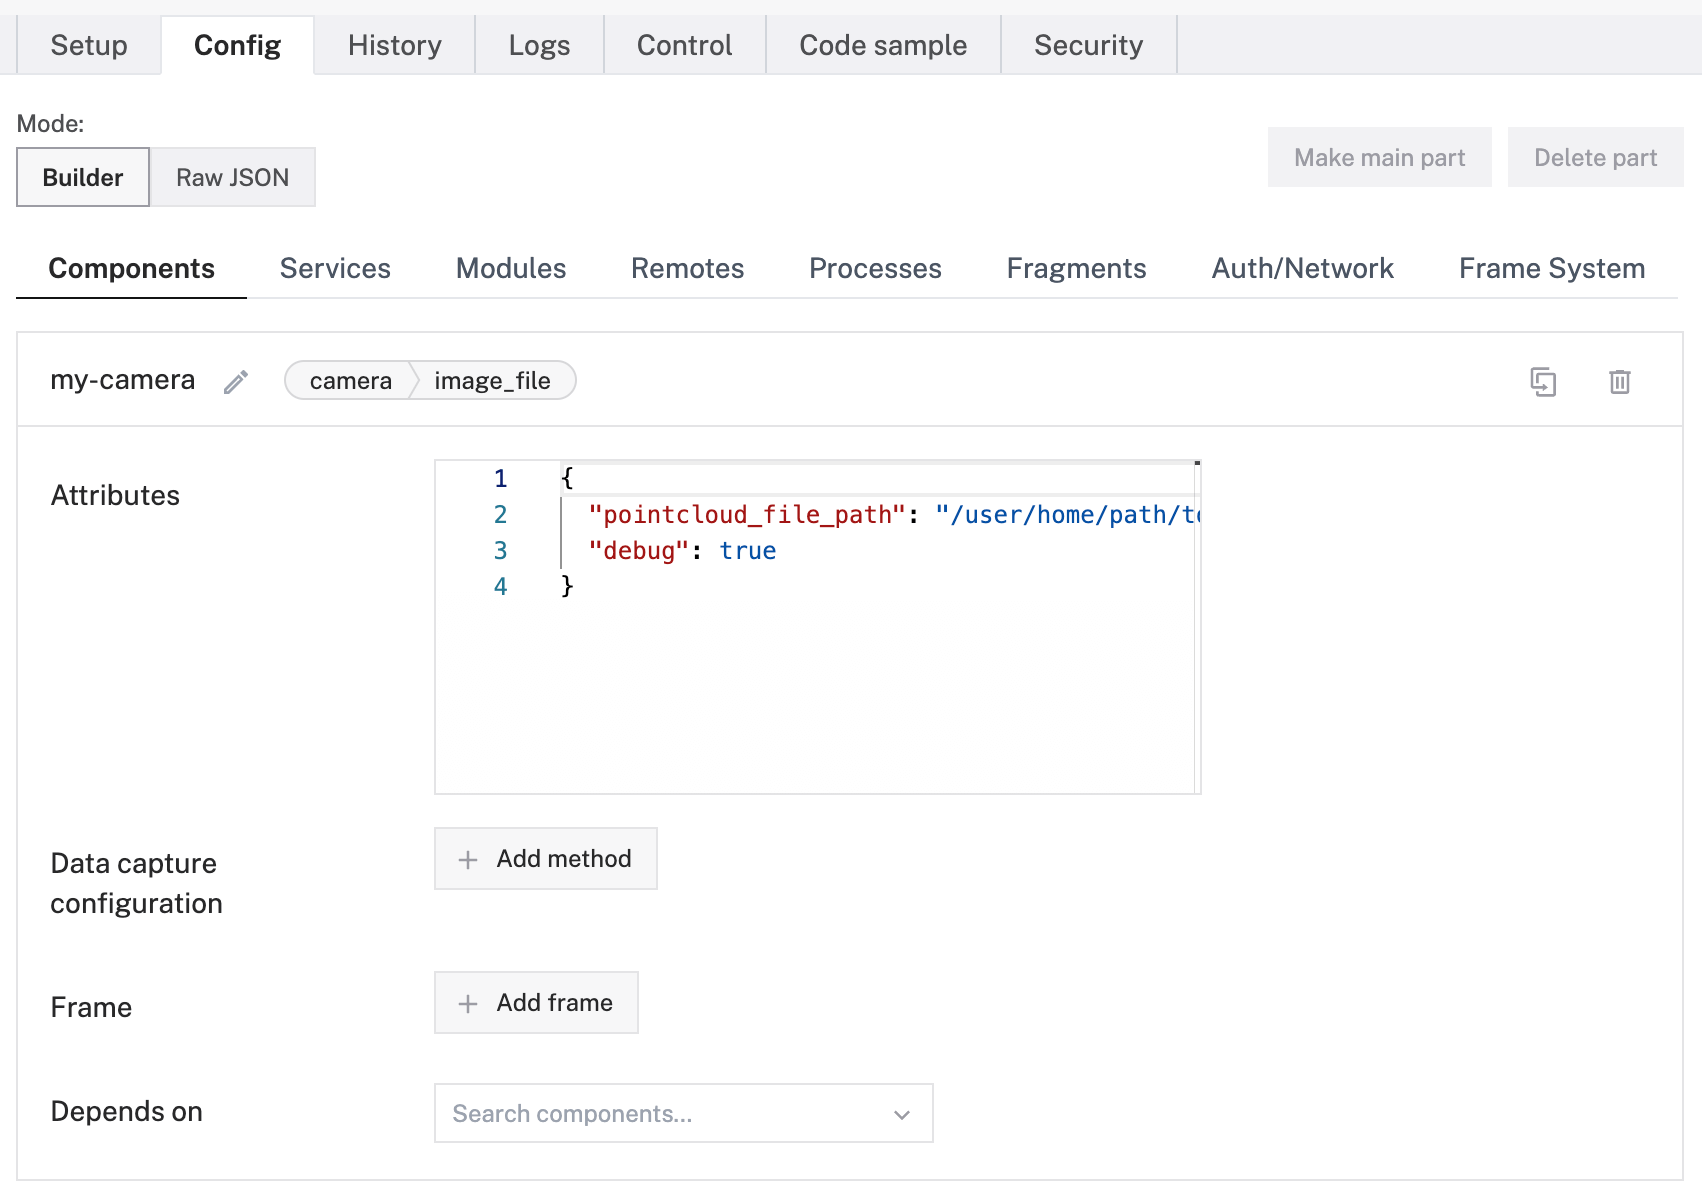 Setup Config History Logs Control Code sample Security
Mode:
Builder Raw JSON
Make main part Delete part
Components Services Modules Remotes Processes Fragments Auth/Network Frame System
my-camera camera image_file
Attributes
1 {
2 "pointcloud_file_path": "/user/home/path/to
3 "debug": true
4 }
Data capture
configuration
+ Add method
Frame
+ Add frame
Depends on
Search components...